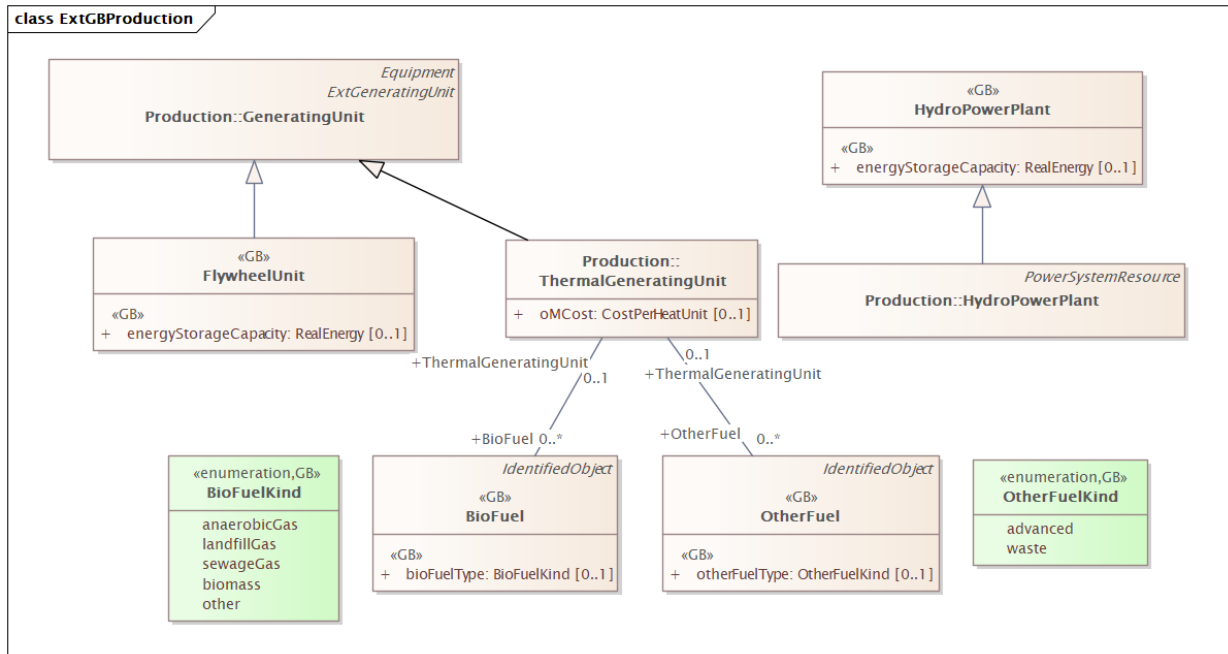 class ExtGBProduction
Equipment
ExtGeneratingUnit
Production::GeneratingUnit
«GB»
HydroPowerPlant
«GB»
+ energyStorageCapacity: RealEnergy [0..1]
«GB»
FlywheelUnit
«GB»
+ energyStorageCapacity: RealEnergy [0..1]
Production::
ThermalGeneratingUnit
+ oMCost: CostPerHeatUnit [0..1]
PowerSystemResource
Production::HydroPowerPlant
+ThermalGeneratingUnit
0..1
0..1
+ThermalGeneratingUnit
+BioFuel 0..*
+OtherFuel
0..*
«enumeration,GB»
BioFuelKind
anaerobicGas
landfillGas
sewageGas
biomass
other
IdentifiedObject
«GB»
BioFuel
«GB»
+ bioFuelType: BioFuelKind [0..1]
IdentifiedObject
«GB»
OtherFuel
«GB»
+ otherFuelType: OtherFuelKind [0..1]
«enumeration,GB»
OtherFuelKind
advanced
waste